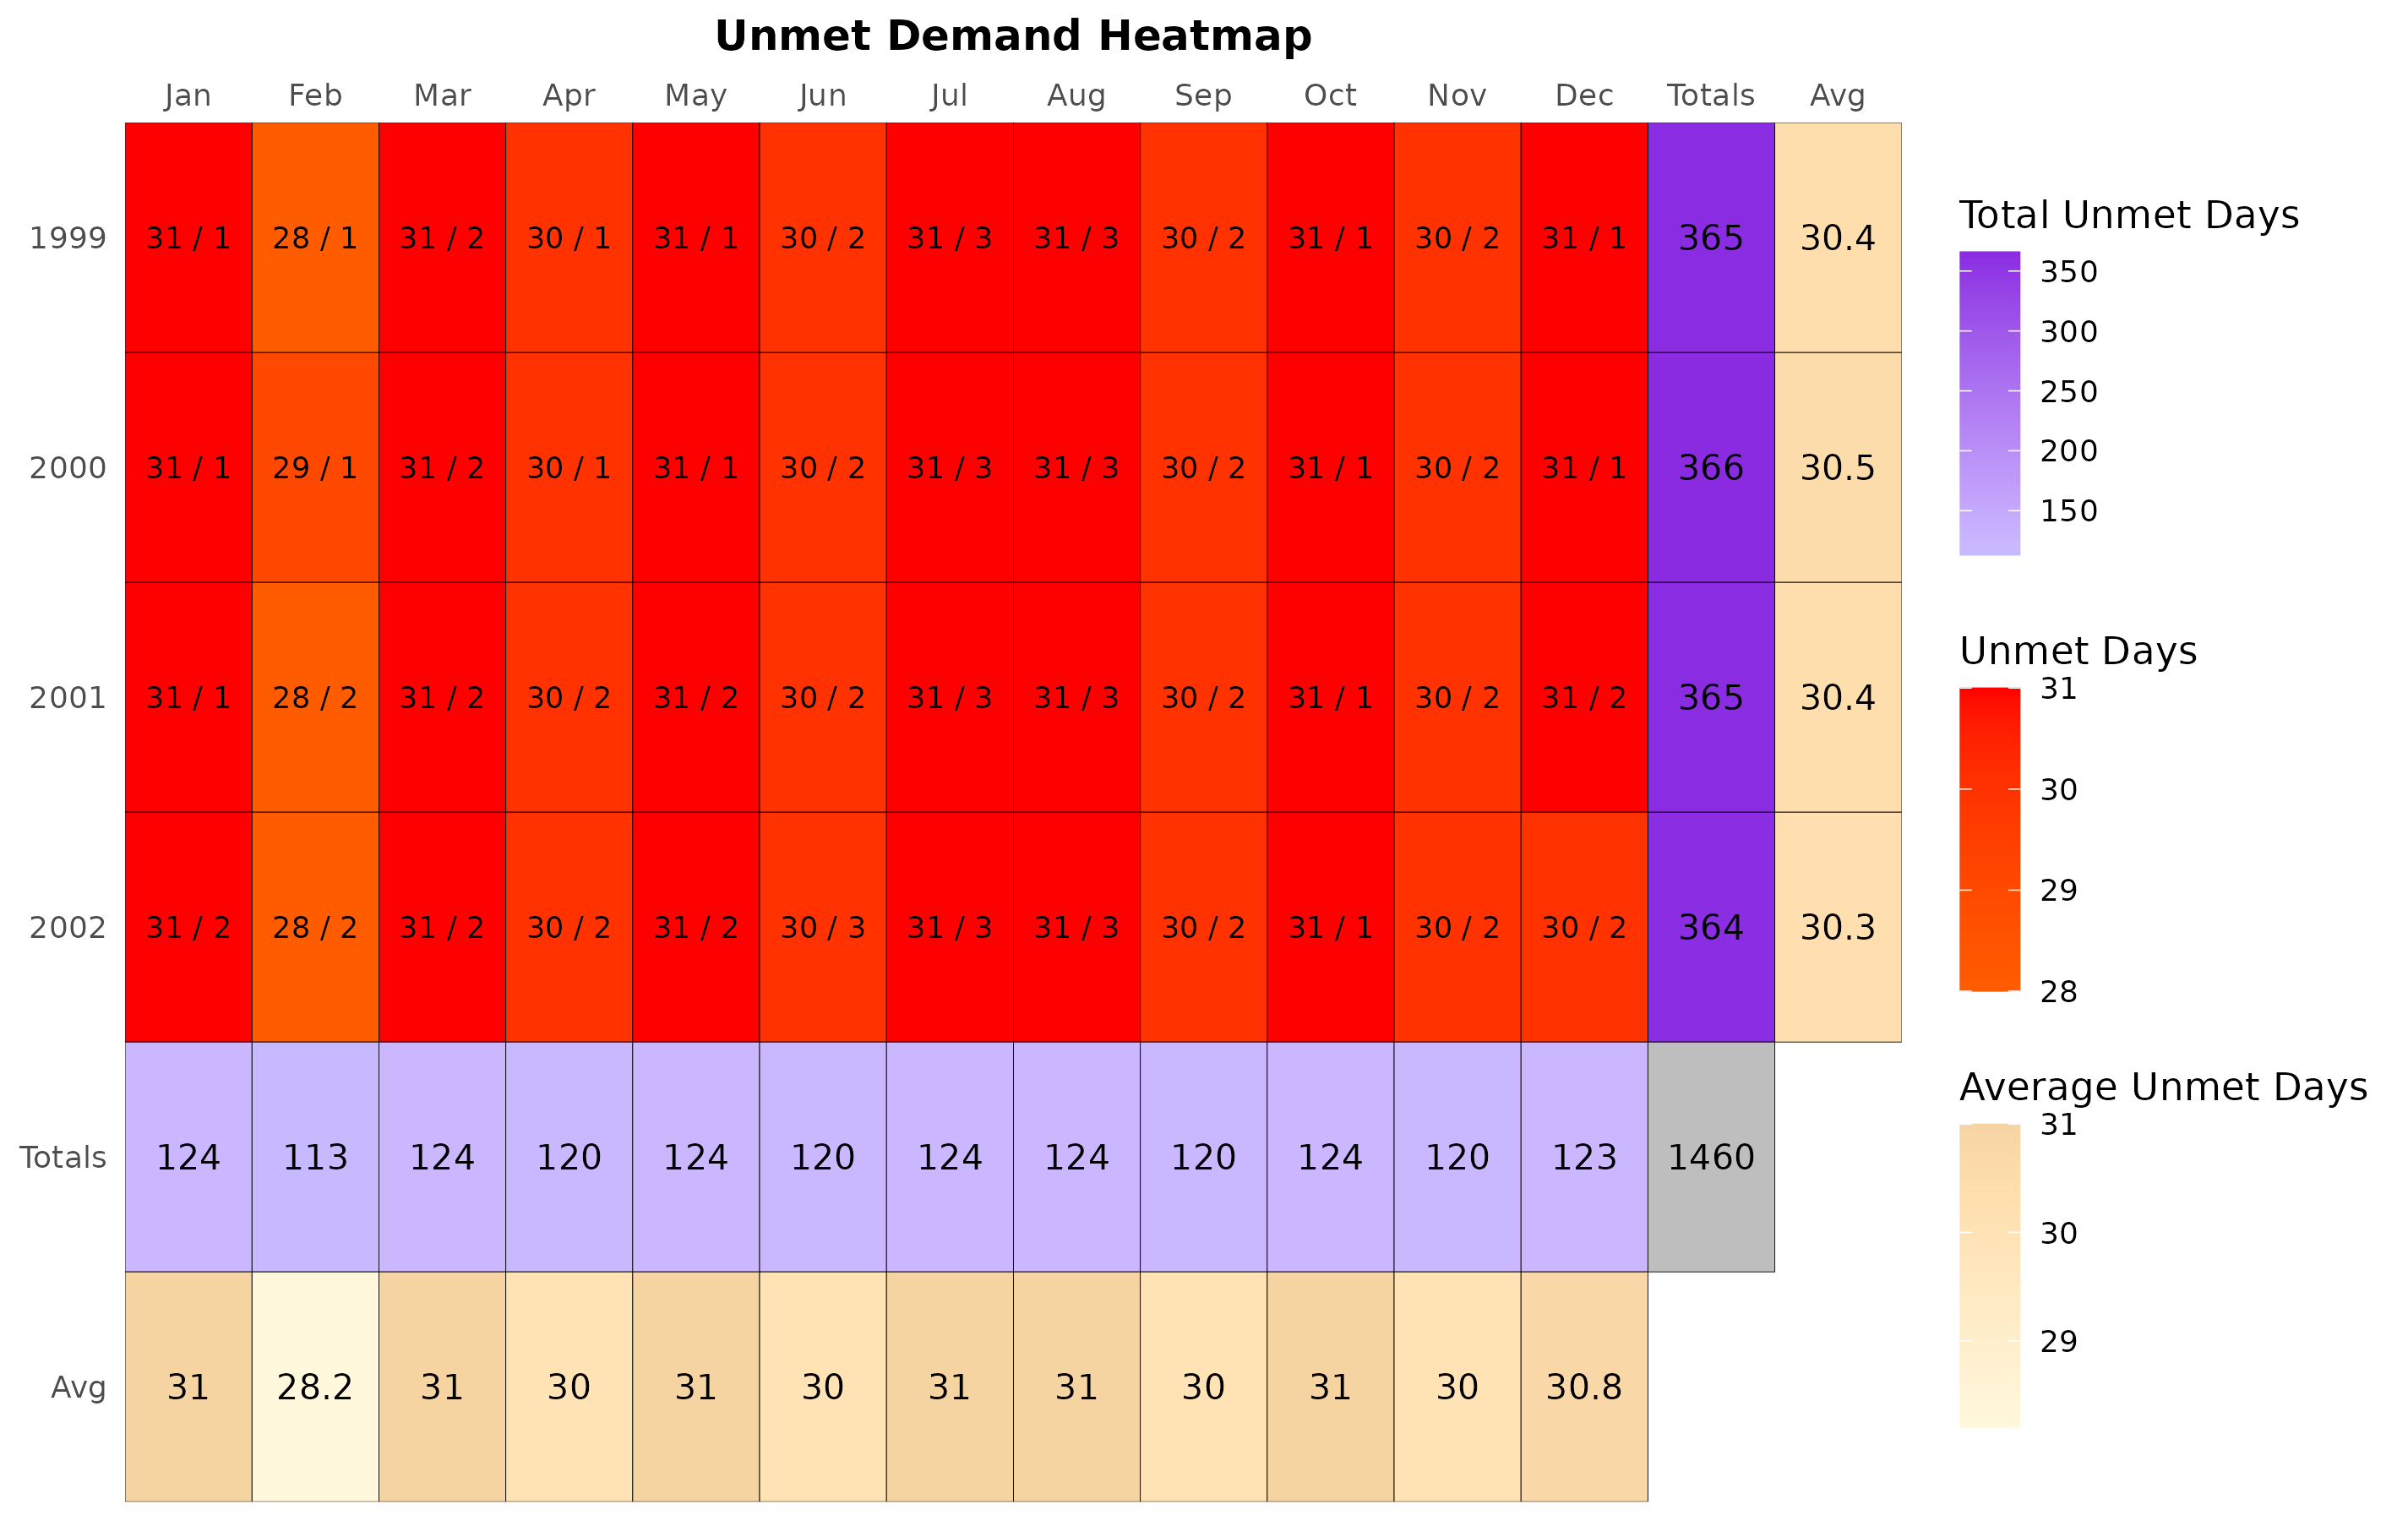 Unmet Demand Heatmap
Jan Feb Mar Apr May Jun Jul Aug Sep Oct Nov Dec Totals Avg
1999 31 / 1 28 / 1 31 / 2 30 / 1 31 / 1 30 / 2 31 / 3 31 / 3 30 / 2 31 / 1 30 / 2 31 / 1 365 30.4
2000 31 / 1 29 / 1 31 / 2 30 / 1 31 / 1 30 / 2 31 / 3 31 / 3 30 / 2 31 / 1 30 / 2 31 / 1 366 30.5
2001 31 / 1 28 / 2 31 / 2 30 / 2 31 / 2 30 / 2 31 / 3 31 / 3 30 / 2 31 / 1 30 / 2 31 / 2 365 30.4
2002 31 / 2 28 / 2 31 / 2 30 / 2 31 / 2 30 / 3 31 / 3 31 / 3 30 / 2 31 / 1 30 / 2 30 / 2 364 30.3
Totals 124 113 124 120 124 120 124 124 120 124 120 123 1460
Avg 31 28.2 31 30 31 30 31 31 30 31 30 30.8
Total Unmet Days
350
300
250
200
150
Unmet Days
31
30
29
28
Average Unmet Days
31
30
29